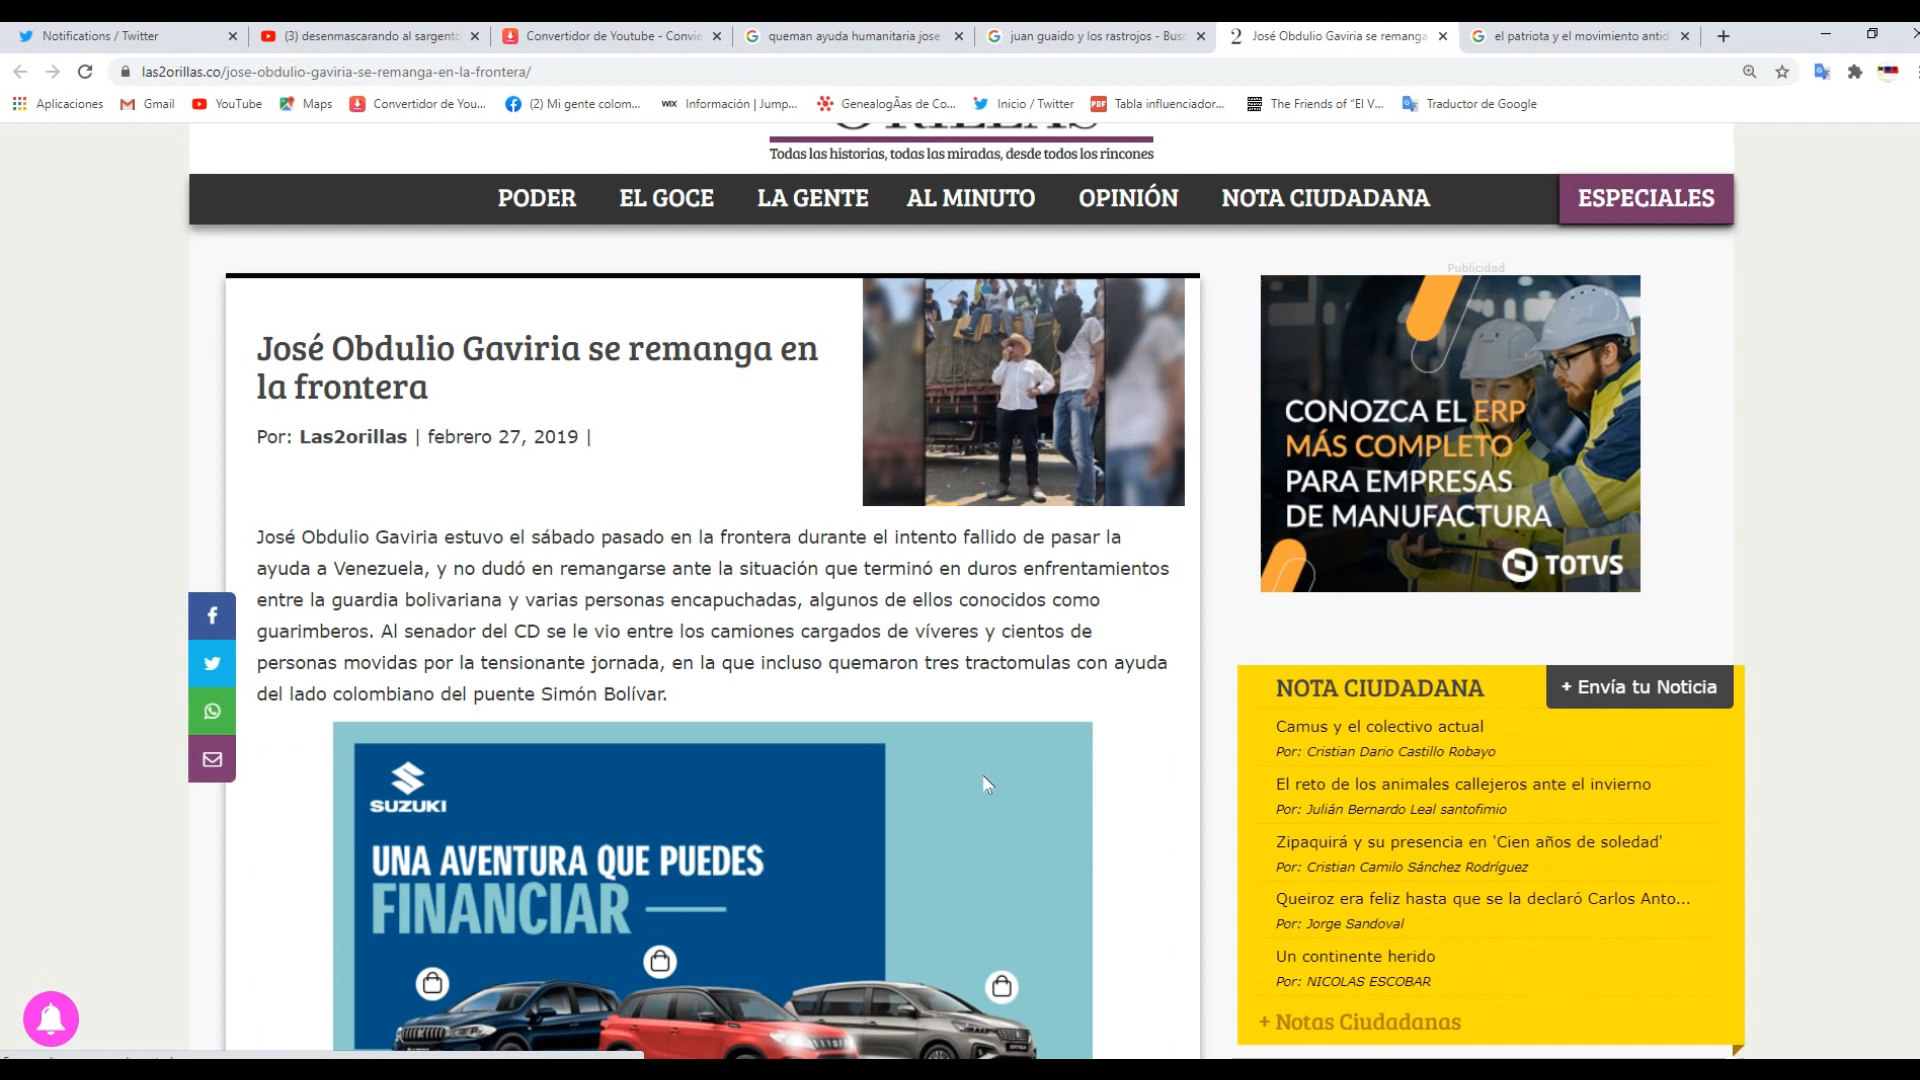 Notifications / Twitter
(3) desenmascarando al sargento
Convertidor de Youtube - Convie
queman ayuda humanitaria jose
juan guaido y los rastrojos - Busc
José Obdulio Gaviria se remanga
el patriota y el movimiento antid
las2orillas.co/jose-obdulio-gaviria-se-remanga-en-la-frontera/
Aplicaciones
Gmail
YouTube
Maps
Convertidor de You...
(2) Mi gente colom...
WIX Información | Jump...
GenealogÃ­as de Co...
Inicio / Twitter
PDF Tabla influenciador...
The Friends of "El V...
Traductor de Google
Todas las historias, todas las miradas, desde todos los rincones
PODER EL GOCE LA GENTE AL MINUTO OPINIÓN NOTA CIUDADANA ESPECIALES
José Obdulio Gaviria se remanga en
la frontera
Por: Las2orillas | febrero 27, 2019 |
José Obdulio Gaviria estuvo el sábado pasado en la frontera durante el intento fallido de pasar la
ayuda a Venezuela, y no dudó en remangarse ante la situación que terminó en duros enfrentamientos
entre la guardia bolivariana y varias personas encapuchadas, algunos de ellos conocidos como
guarimberos. Al senador del CD se le vio entre los camiones cargados de víveres y cientos de
personas movidas por la tensionante jornada, en la que incluso quemaron tres tractomulas con ayuda
del lado colombiano del puente Simón Bolívar.
SUZUKI
UNA AVENTURA QUE PUEDES
FINANCIAR
Publicidad
CONOZCA EL ERP
MÁS COMPLETO
PARA EMPRESAS
DE MANUFACTURA
TOTVS
NOTA CIUDADANA
+ Envía tu Noticia
Camus y el colectivo actual
Por: Cristian Dario Castillo Robayo
El reto de los animales callejeros ante el invierno
Por: Julián Bernardo Leal santofimio
Zipaquirá y su presencia en 'Cien años de soledad'
Por: Cristian Camilo Sánchez Rodríguez
Queiroz era feliz hasta que se la declaró Carlos Anto...
Por: Jorge Sandoval
Un continente herido
Por: NICOLAS ESCOBAR
+ Notas Ciudadanas